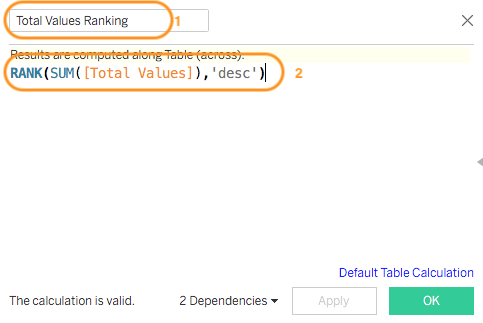 Total Values Ranking 1
Results are computed along Table (across).
RANK(SUM([Total Values]),'desc') 2
Default Table Calculation
The calculation is valid. 2 Dependencies Apply OK